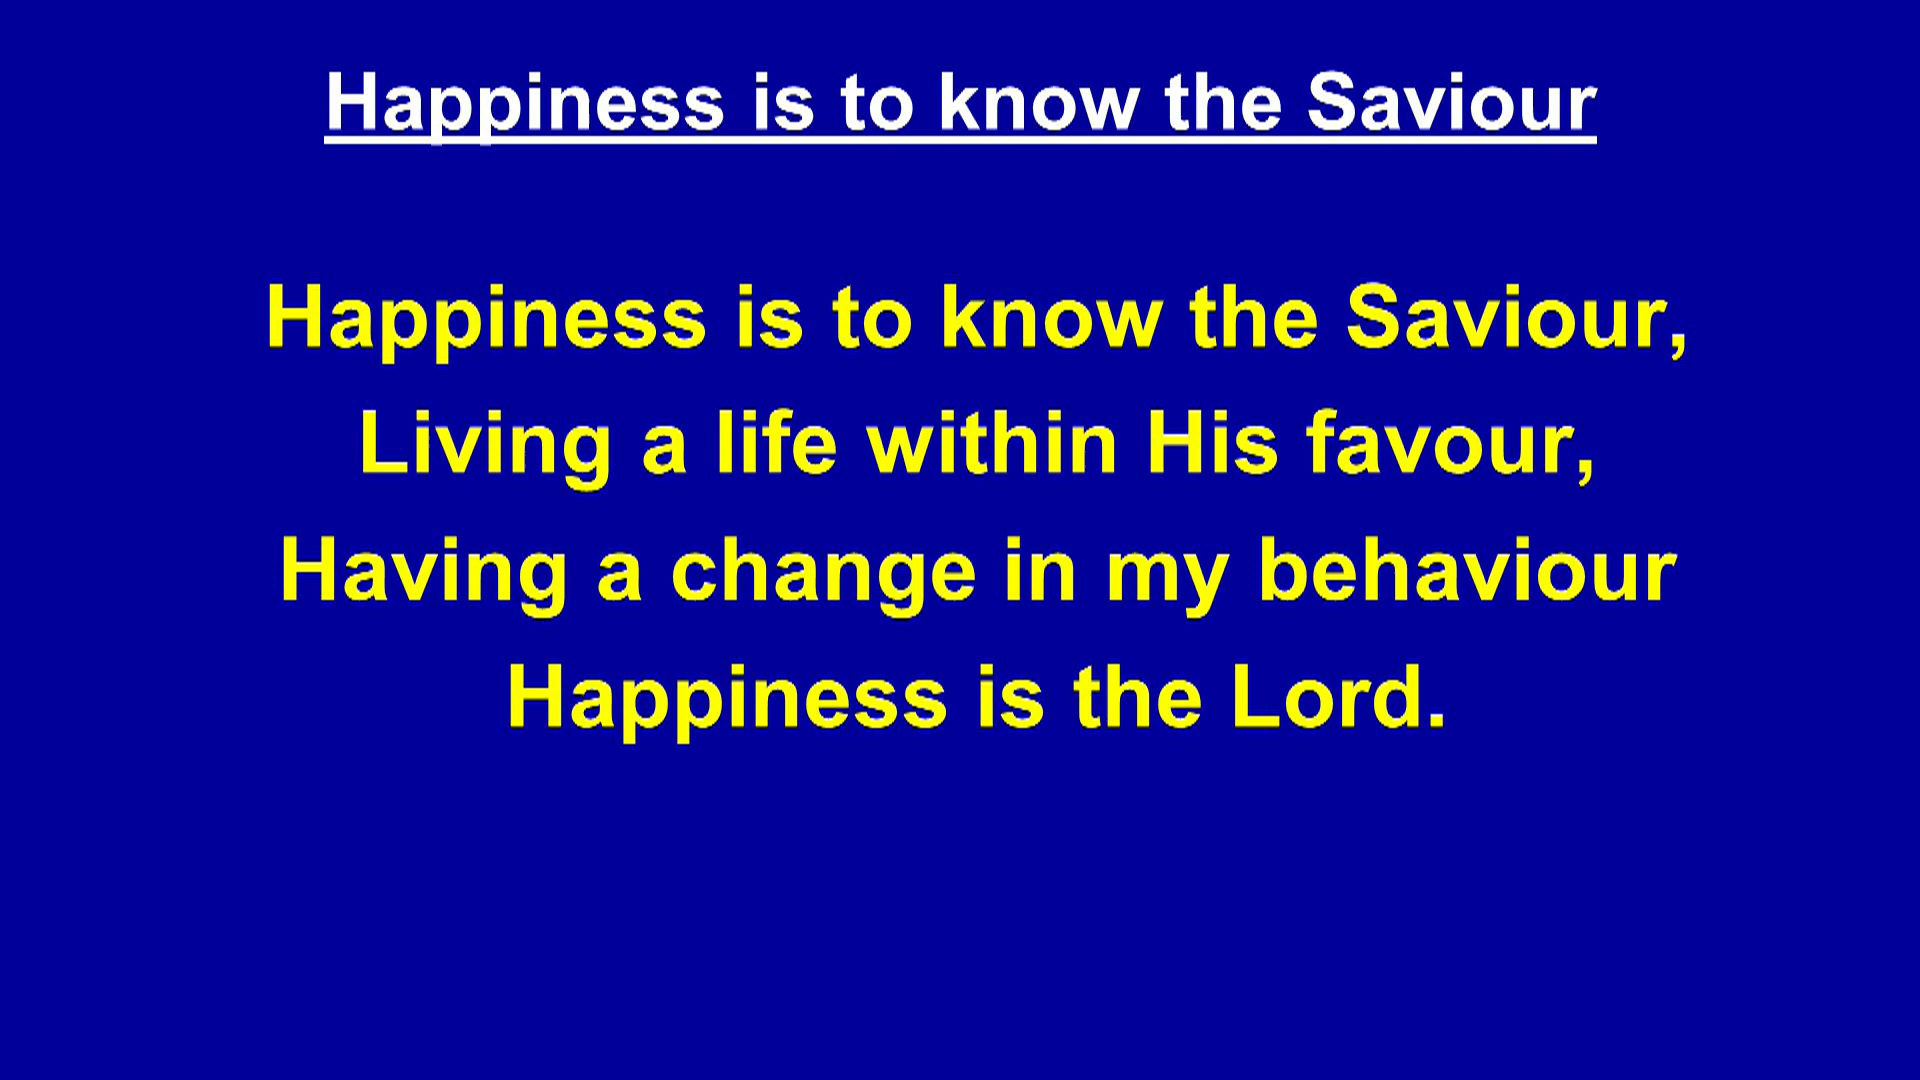 Happiness is to know the Saviour
Happiness is to know the Saviour,
Living a life within His favour,
Having a change in my behaviour
Happiness is the Lord.